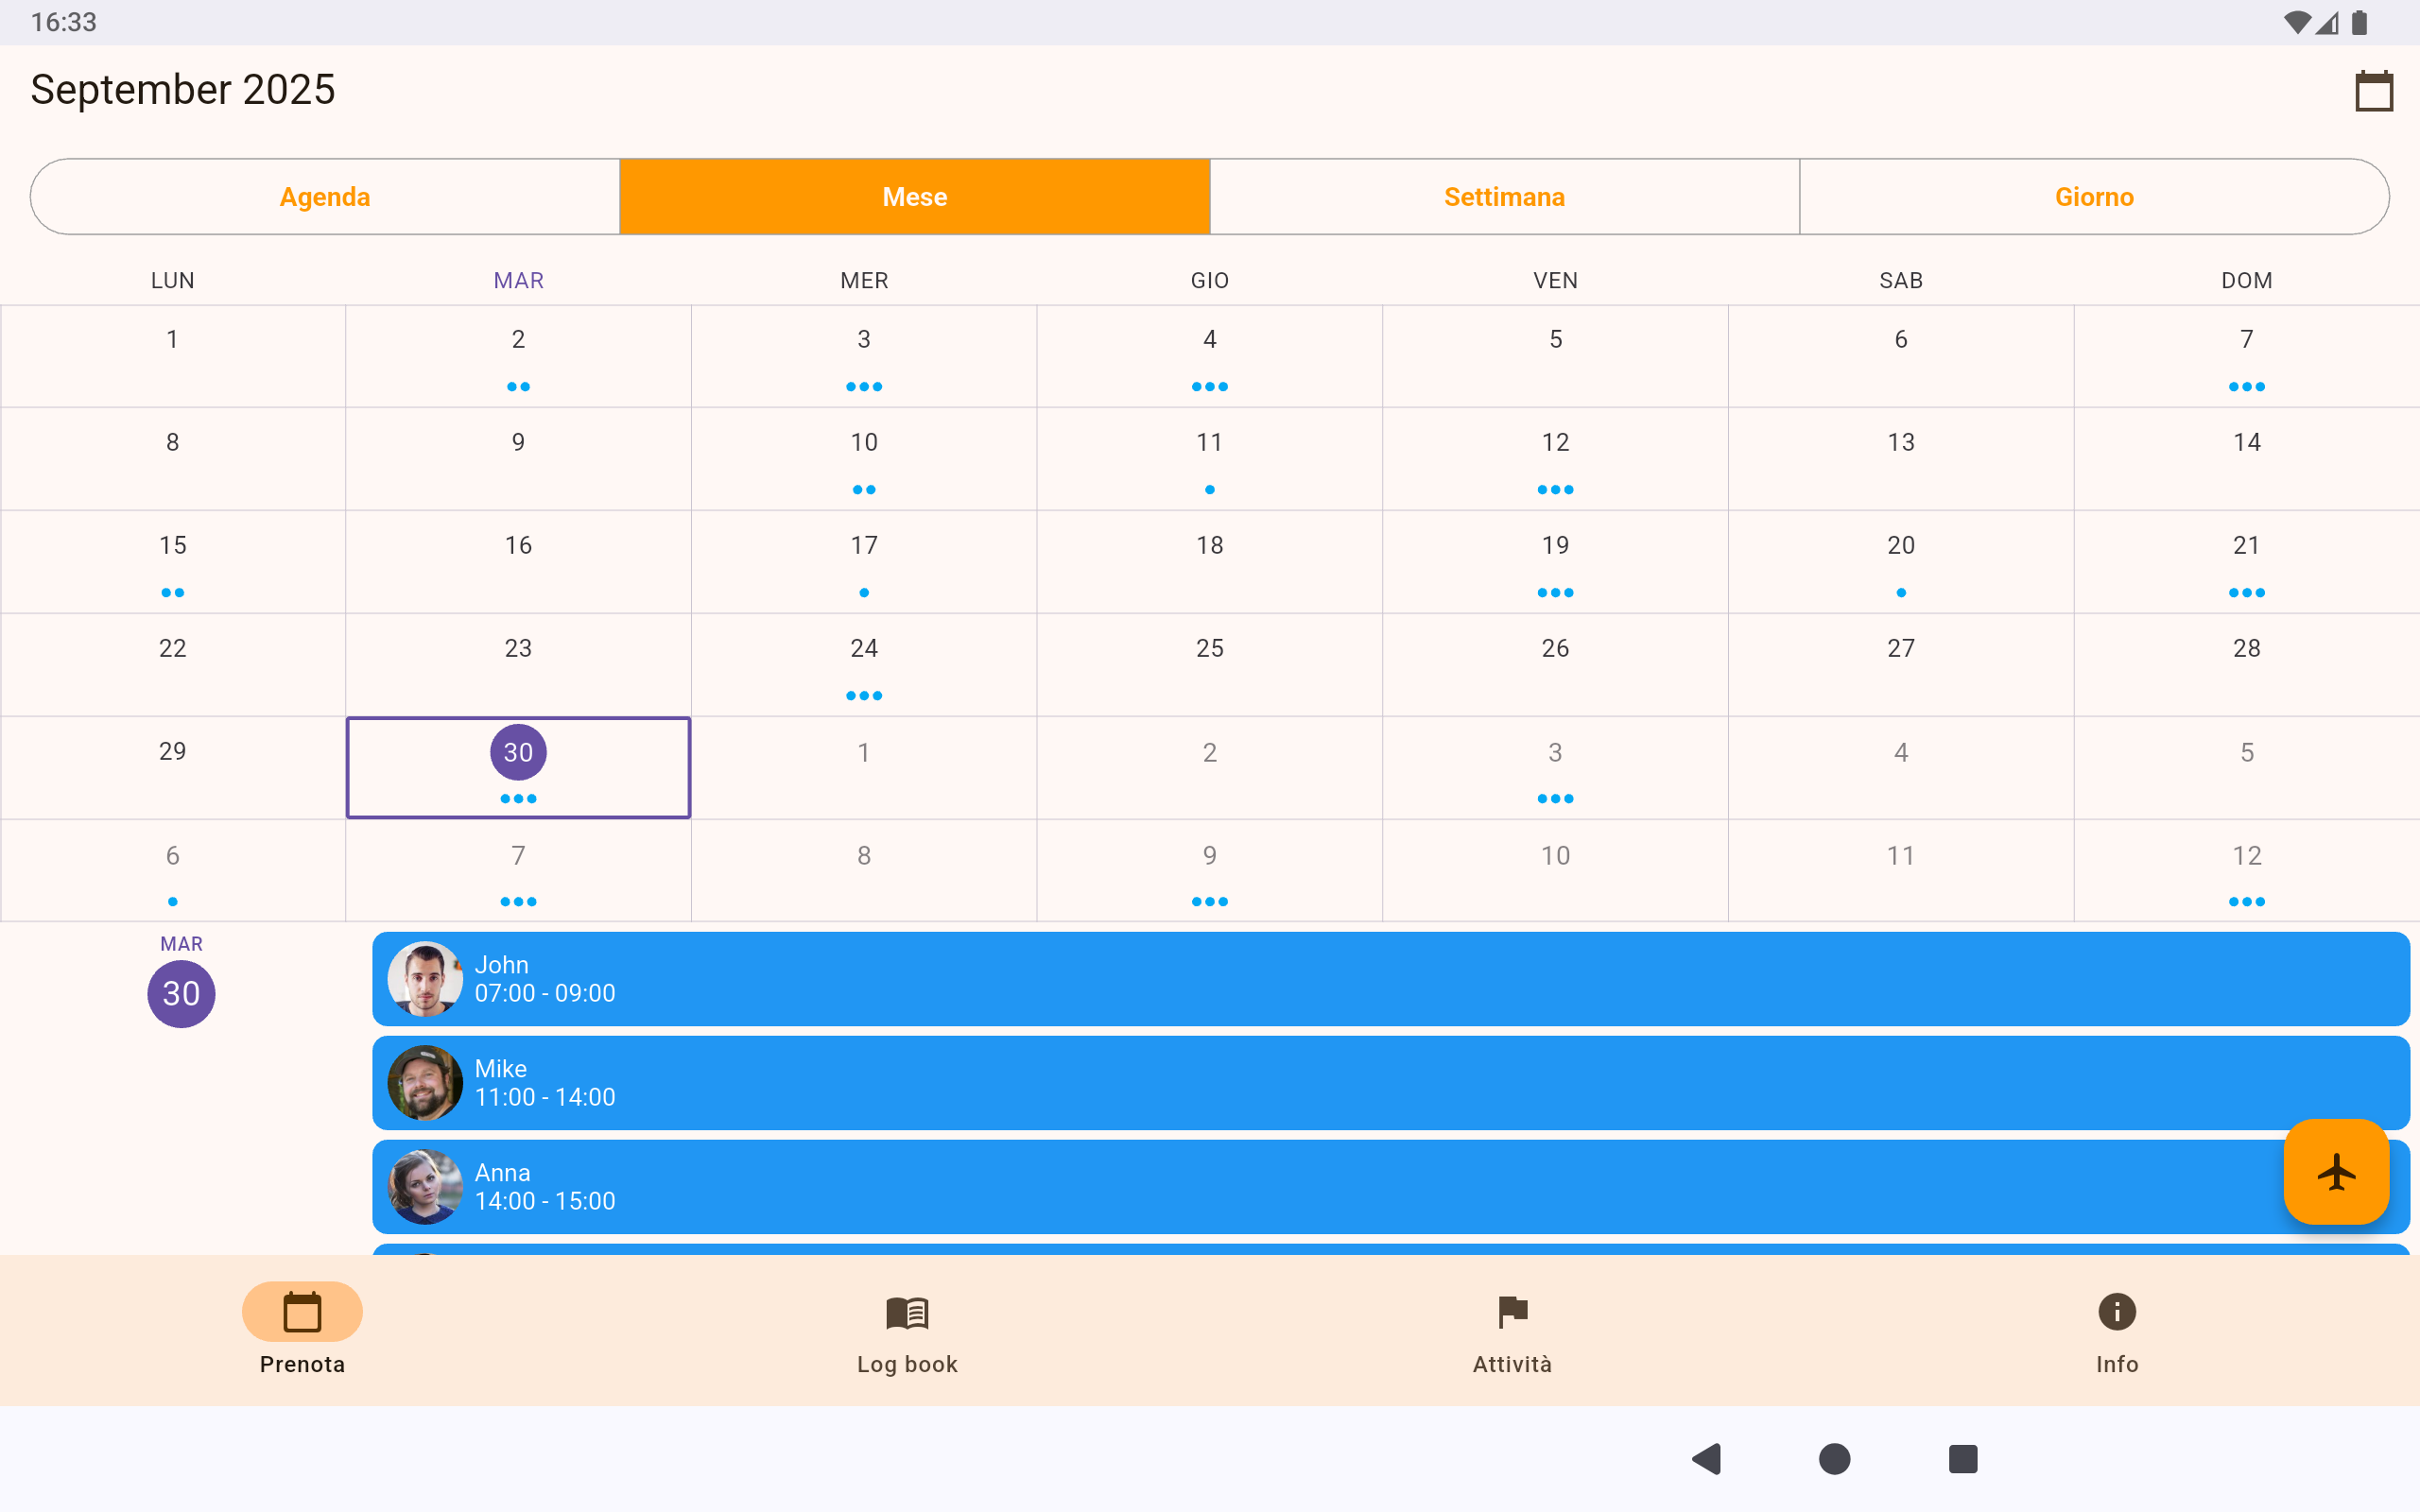 16:33
September 2025
Agenda Mese Settimana Giorno
LUN MAR MER GIO VEN SAB DOM
1 2 3 4 5 6 7
8 9 10 11 12 13 14
15 16 17 18 19 20 21
22 23 24 25 26 27 28
29 30 1 2 3 4 5
6 7 8 9 10 11 12
MAR
30
John
07:00 - 09:00
Mike
11:00 - 14:00
Anna
14:00 - 15:00
Prenota Log book Attività Info